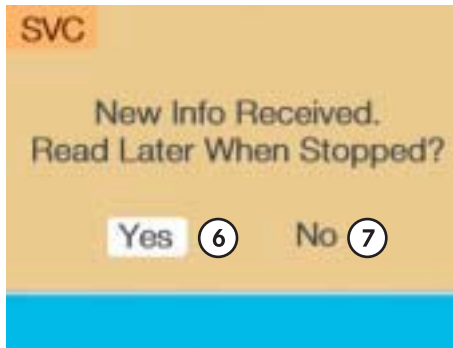 SVC
New Info Received.
Read Later When Stopped?
Yes 6 No 7